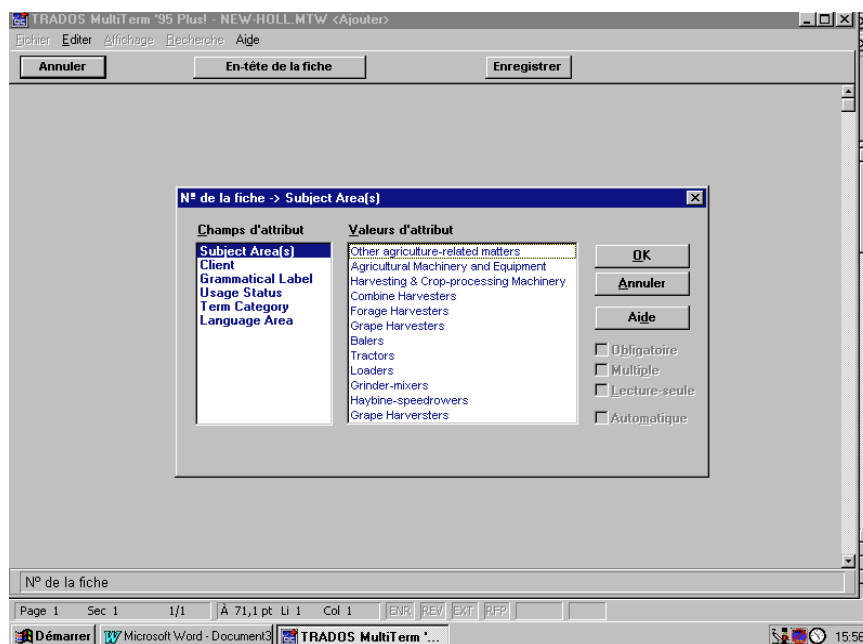 TRADOS MultiTerm '95 Plus! - NEW-HOLL.MTW <Ajouter>
Fichier Editer Affichage Recherche Aide
Annuler En-tête de la fiche Enregistrer
Nº de la fiche -> Subject Area(s)
Champs d'attribut Valeurs d'attribut
Subject Area(s)
Client
Grammatical Label
Usage Status
Term Category
Language Area
Other agriculture-related matters
Agricultural Machinery and Equipment
Harvesting & Crop-processing Machinery
Combine Harvesters
Forage Harvesters
Grape Harvesters
Balers
Tractors
Loaders
Grinder-mixers
Haybine-speedrowers
Grape Harversters
OK
Annuler
Aide
Obligatoire
Multiple
Lecture-seule
Automatique
Nº de la fiche
Page 1 Sec 1 1/1 À 71,1 pt Li 1 Col 1 ENR REV EXT RFP
Démarrer Microsoft Word - Document3 TRADOS MultiTerm '... 15:56